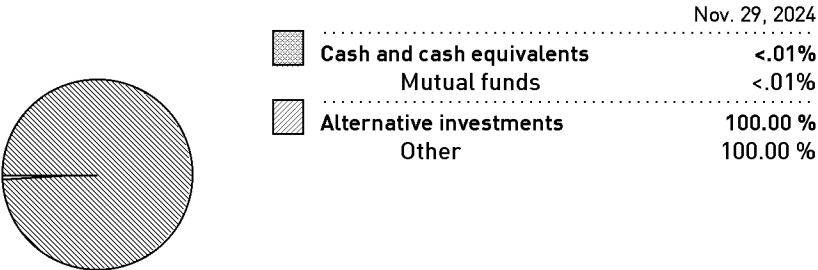 Nov. 29, 2024
Cash and cash equivalents <.01%
Mutual funds <.01%
Alternative investments 100.00 %
Other 100.00 %